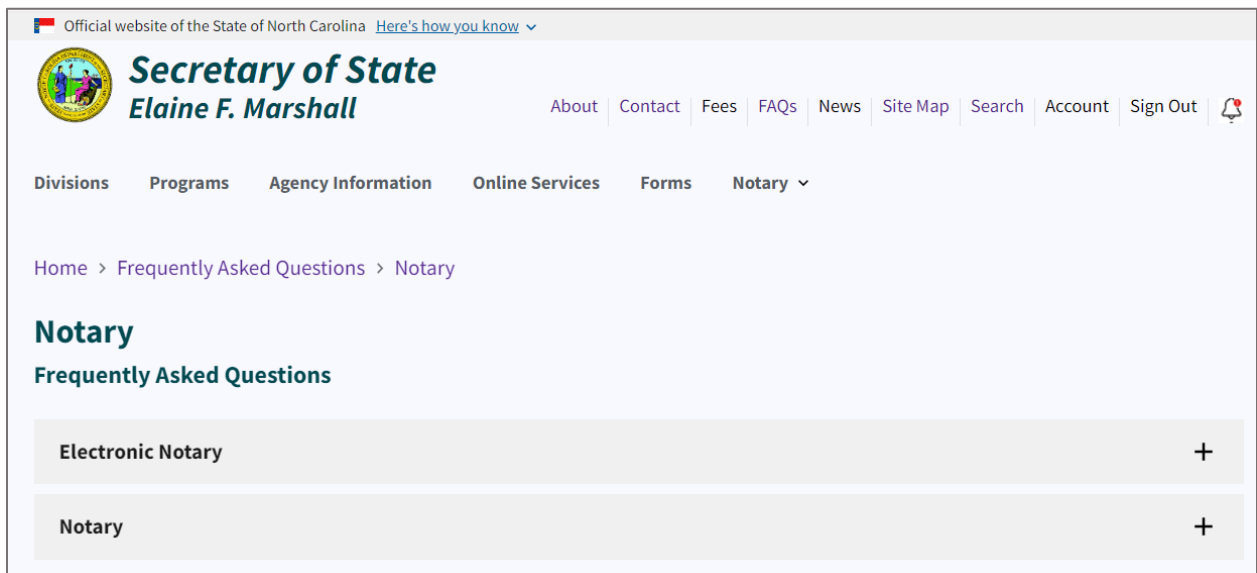 Official website of the State of North Carolina Here's how you know
Secretary of State
Elaine F. Marshall
About Contact Fees FAQs News Site Map Search Account Sign Out
Divisions Programs Agency Information Online Services Forms Notary
Home > Frequently Asked Questions > Notary
Notary
Frequently Asked Questions
Electronic Notary +
Notary +